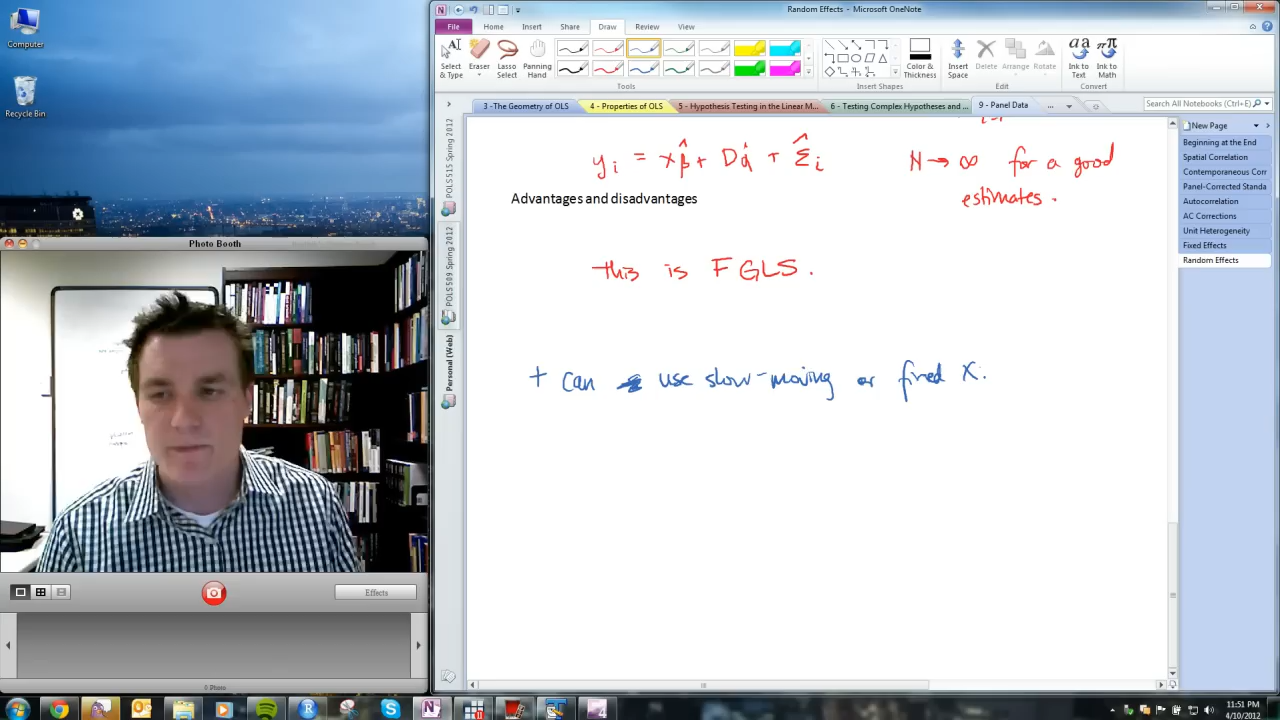 Random Effects - Microsoft OneNote
Computer
Recycle Bin
File Home Insert Share Draw Review View
Select & Type
Eraser
Lasso Select
Panning Hand
Tools
Insert Shapes
Color & Thickness
Insert Space
Delete
Arrange
Rotate
Edit
Ink to Text
Ink to Math
Convert
3 -The Geometry of OLS
4 - Properties of OLS
5 - Hypothesis Testing in the Linear M...
6 - Testing Complex Hypotheses and ...
9 - Panel Data
...
Search All Notebooks (Ctrl+E)
New Page
Beginning at the End
Spatial Correlation
Contemporaneous Corr
Panel-Corrected Standa
Autocorrelation
AC Corrections
Unit Heterogeneity
Fixed Effects
Random Effects
POLS 515 Spring 2012
POLS 509 Spring 2012
Personal (Web)
yi = Xβ̂ + Dα̂ + Σ̂i
N → ∞ for a good
estimates.
Advantages and disadvantages
this is FGLS.
+ can use slow-moving or fixed X.
Photo Booth
Effects
0 Photo
11:51 PM
4/10/2012